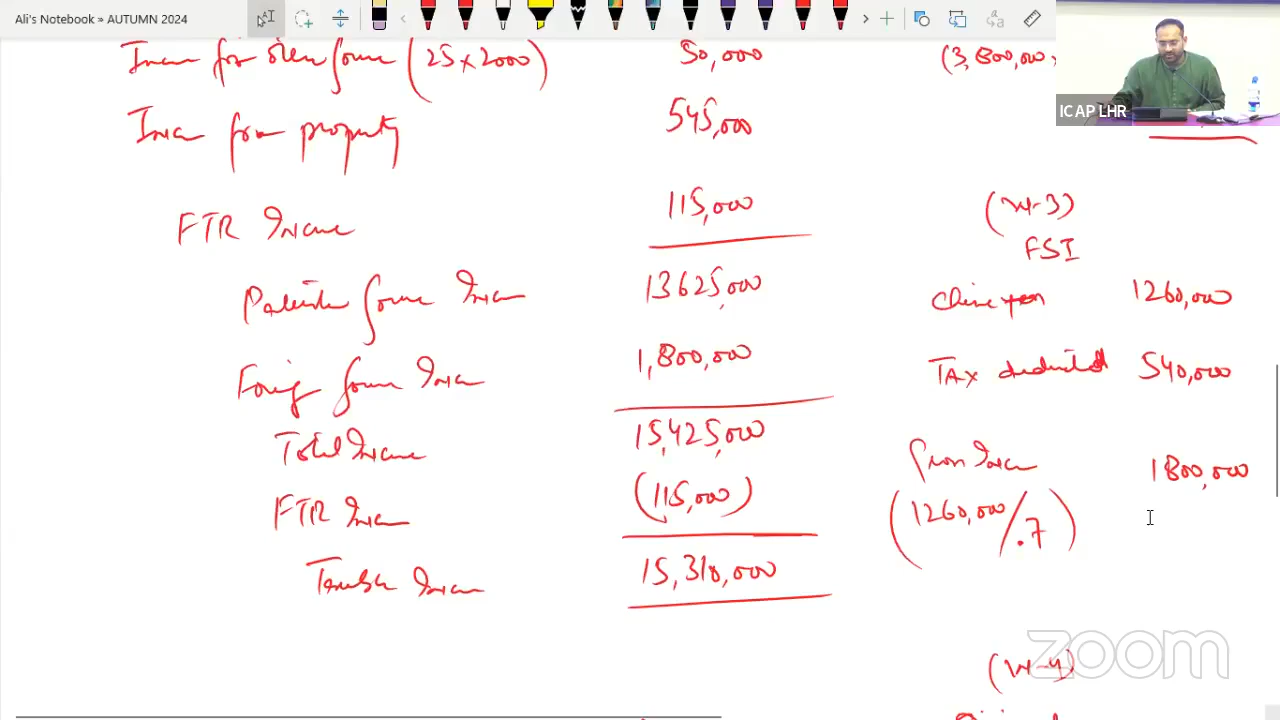 Ali's Notebook » AUTUMN 2024
Income from other source (25 x 2000) 50,000
(3,800,000
ICAP LHR
Income from property 545,000
FTR Income 115,000
(W-3)
FSI
Pakistan source Income 13625,000
1260,000
Foreign source Income 1,800,000
TAX deducted 540,000
Total Income 15,425,000
Gross Income 1800,000
(1260,000/.7)
FTR Income (115,000)
Taxable Income 15,310,000
zoom
(W-4)